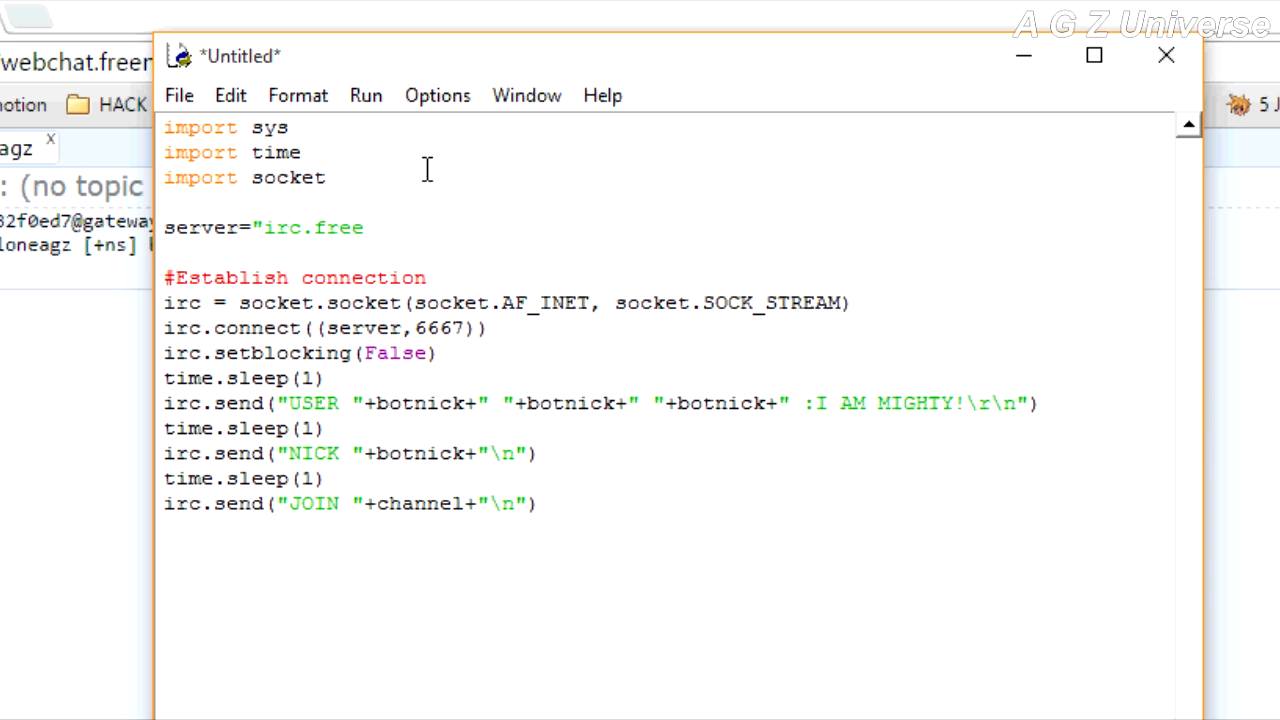 A G Z Universe
*Untitled*
webchat.freen
otion HACK
5 J
File Edit Format Run Options Window Help
agz x
: (no topic
32f0ed7@gateway
loneagz [+ns]
import sys
import time
import socket
server="irc.free
#Establish connection
irc = socket.socket(socket.AF_INET, socket.SOCK_STREAM)
irc.connect((server,6667))
irc.setblocking(False)
time.sleep(1)
irc.send("USER "+botnick+" "+botnick+" "+botnick+" :I AM MIGHTY!\r\n")
time.sleep(1)
irc.send("NICK "+botnick+"\n")
time.sleep(1)
irc.send("JOIN "+channel+"\n")